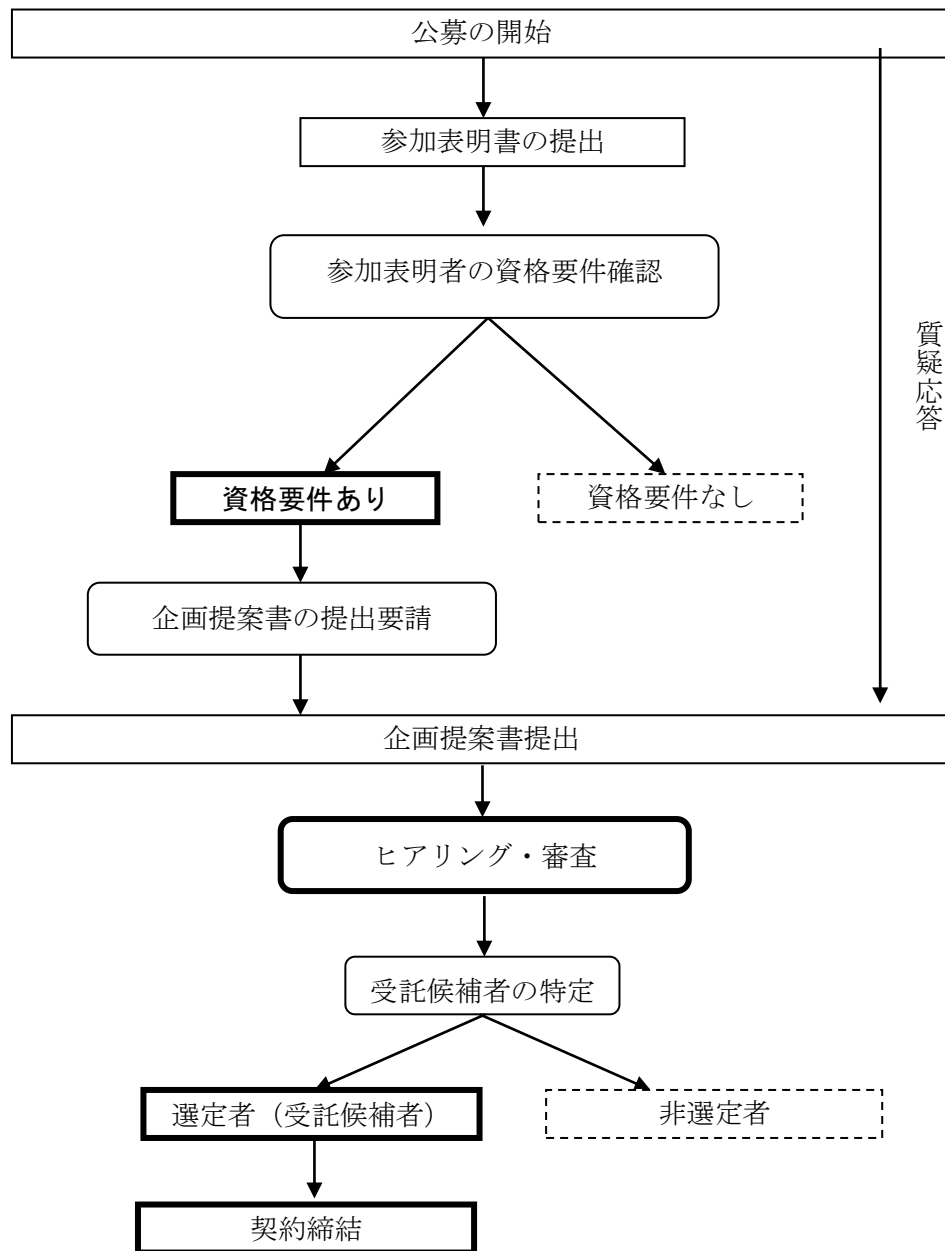 公募の開始
参加表明書の提出
参加表明者の資格要件確認
質疑応答
資格要件あり
資格要件なし
企画提案書の提出要請
企画提案書提出
ヒアリング・審査
受託候補者の特定
選定者（受託候補者）
非選定者
契約締結